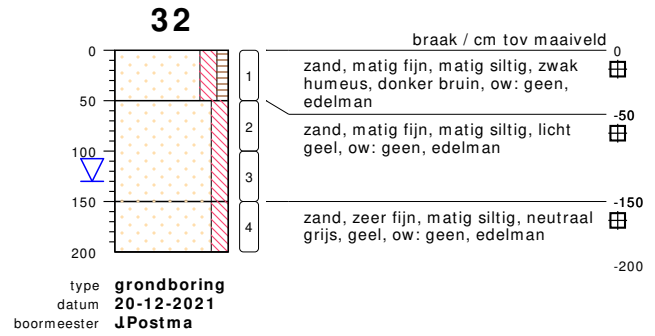 32
braak / cm tov maaiveld
0
0
1
zand, matig fijn, matig siltig, zwak
humeus, donker bruin, ow: geen,
edelman
50
-50
2
zand, matig fijn, matig siltig, licht
geel, ow: geen, edelman
100
3
150
-150
4
zand, zeer fijn, matig siltig, neutraal
grijs, geel, ow: geen, edelman
200
-200
type grondboring
datum 20-12-2021
boormeester J.Postma